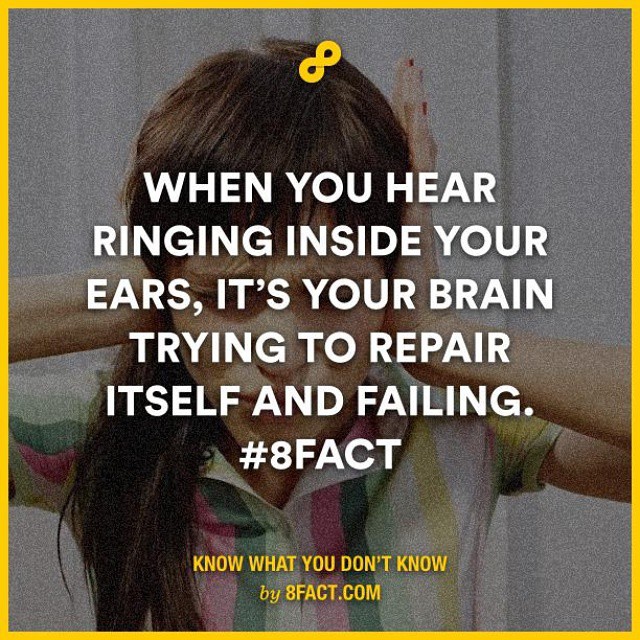 WHEN YOU HEAR
RINGING INSIDE YOUR
EARS, IT'S YOUR BRAIN
TRYING TO REPAIR
ITSELF AND FAILING.
#8FACT
KNOW WHAT YOU DON'T KNOW
by 8FACT.COM